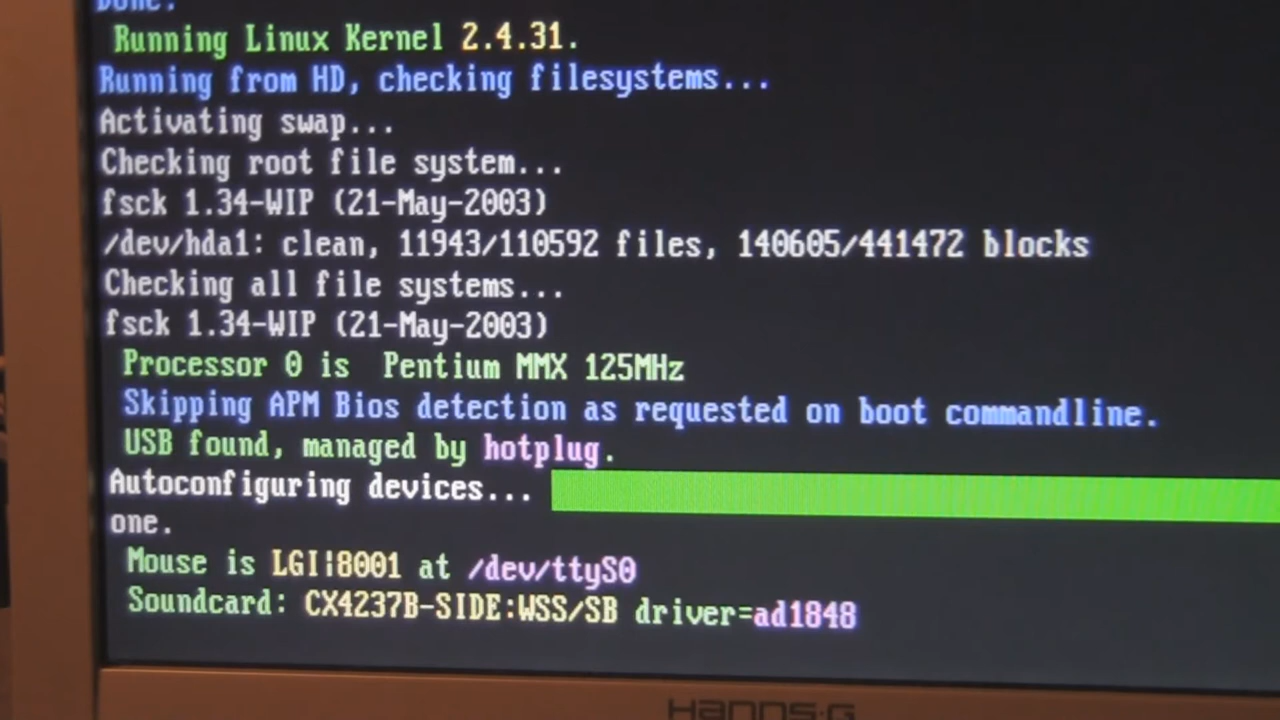 Done.
Running Linux Kernel 2.4.31.
Running from HD, checking filesystems...
Activating swap...
Checking root file system...
fsck 1.34-WIP (21-May-2003)
/dev/hda1: clean, 11943/110592 files, 140605/441472 blocks
Checking all file systems...
fsck 1.34-WIP (21-May-2003)
Processor 0 is  Pentium MMX 125MHz
Skipping APM Bios detection as requested on boot commandline.
USB found, managed by hotplug.
Autoconfiguring devices...
one.
Mouse is LGI|8001 at /dev/ttyS0
Soundcard: CX4237B-SIDE:WSS/SB driver=ad1848
HANNS·G